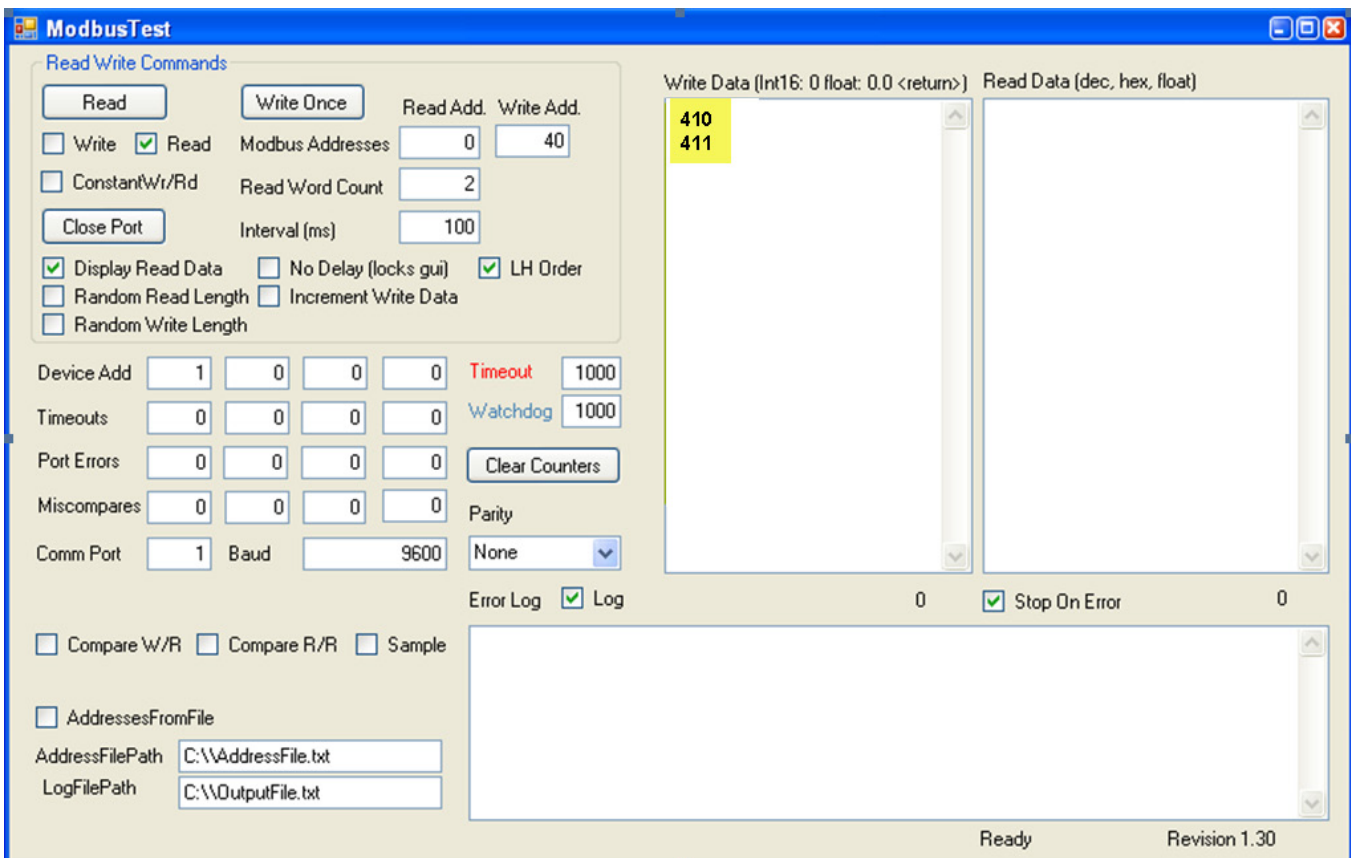 ModbusTest
Read Write Commands
Read
Write Once
Read Add. Write Add.
Write Read
Modbus Addresses 0 40
ConstantWr/Rd
Read Word Count 2
Close Port
Interval (ms) 100
Display Read Data No Delay (locks gui) LH Order
Random Read Length Increment Write Data
Random Write Length
Write Data (Int16: 0 float: 0.0 <return>) Read Data (dec, hex, float)
410
411
Device Add 1 0 0 0 Timeout 1000
Timeouts 0 0 0 0 Watchdog 1000
Port Errors 0 0 0 0 Clear Counters
Miscompares 0 0 0 0 Parity
Comm Port 1 Baud 9600 None
Error Log Log 0 Stop On Error 0
Compare W/R Compare R/R Sample
AddressesFromFile
AddressFilePath C:\\AddressFile.txt
LogFilePath C:\\OutputFile.txt
Ready Revision 1.30